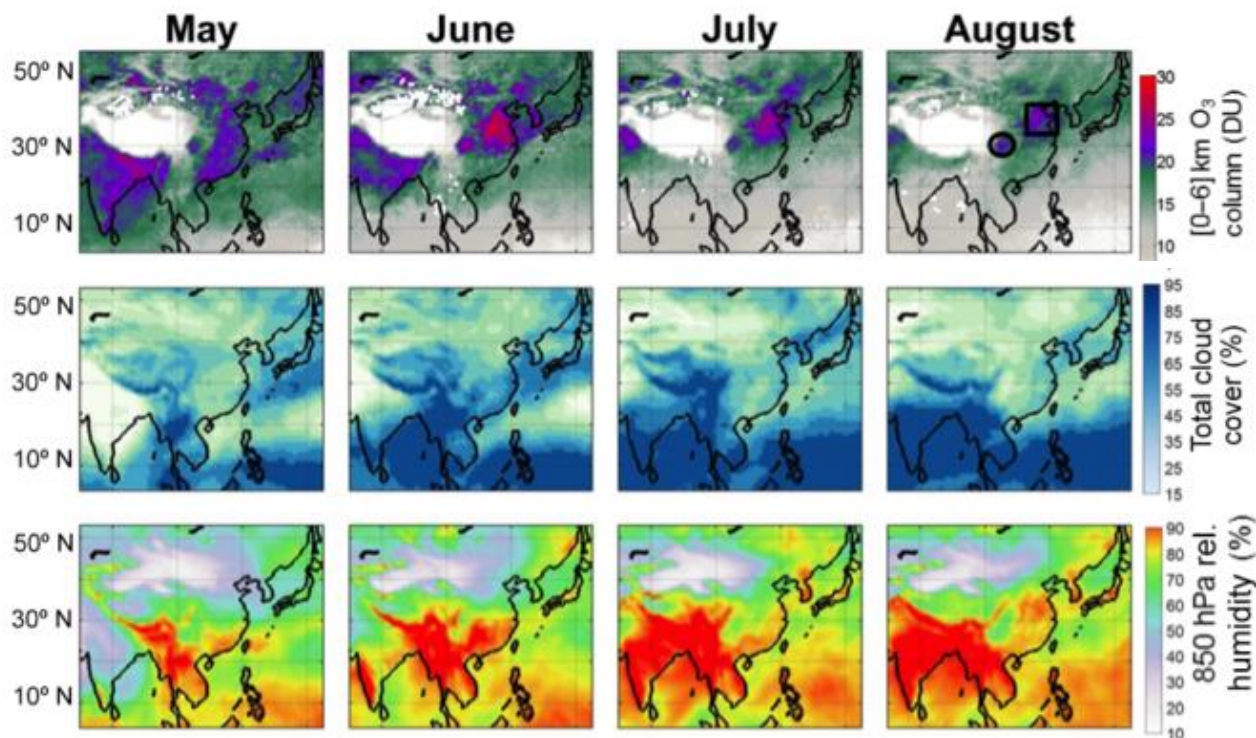 May June July August
50º N
30º N
10º N
30
25
20
15
10
[0–6] km O3
column (DU)
50º N
30º N
10º N
95
85
75
65
55
45
35
25
15
Total cloud
cover (%)
50º N
30º N
10º N
90
80
70
60
50
40
30
20
10
850 hPa rel.
humidity (%)